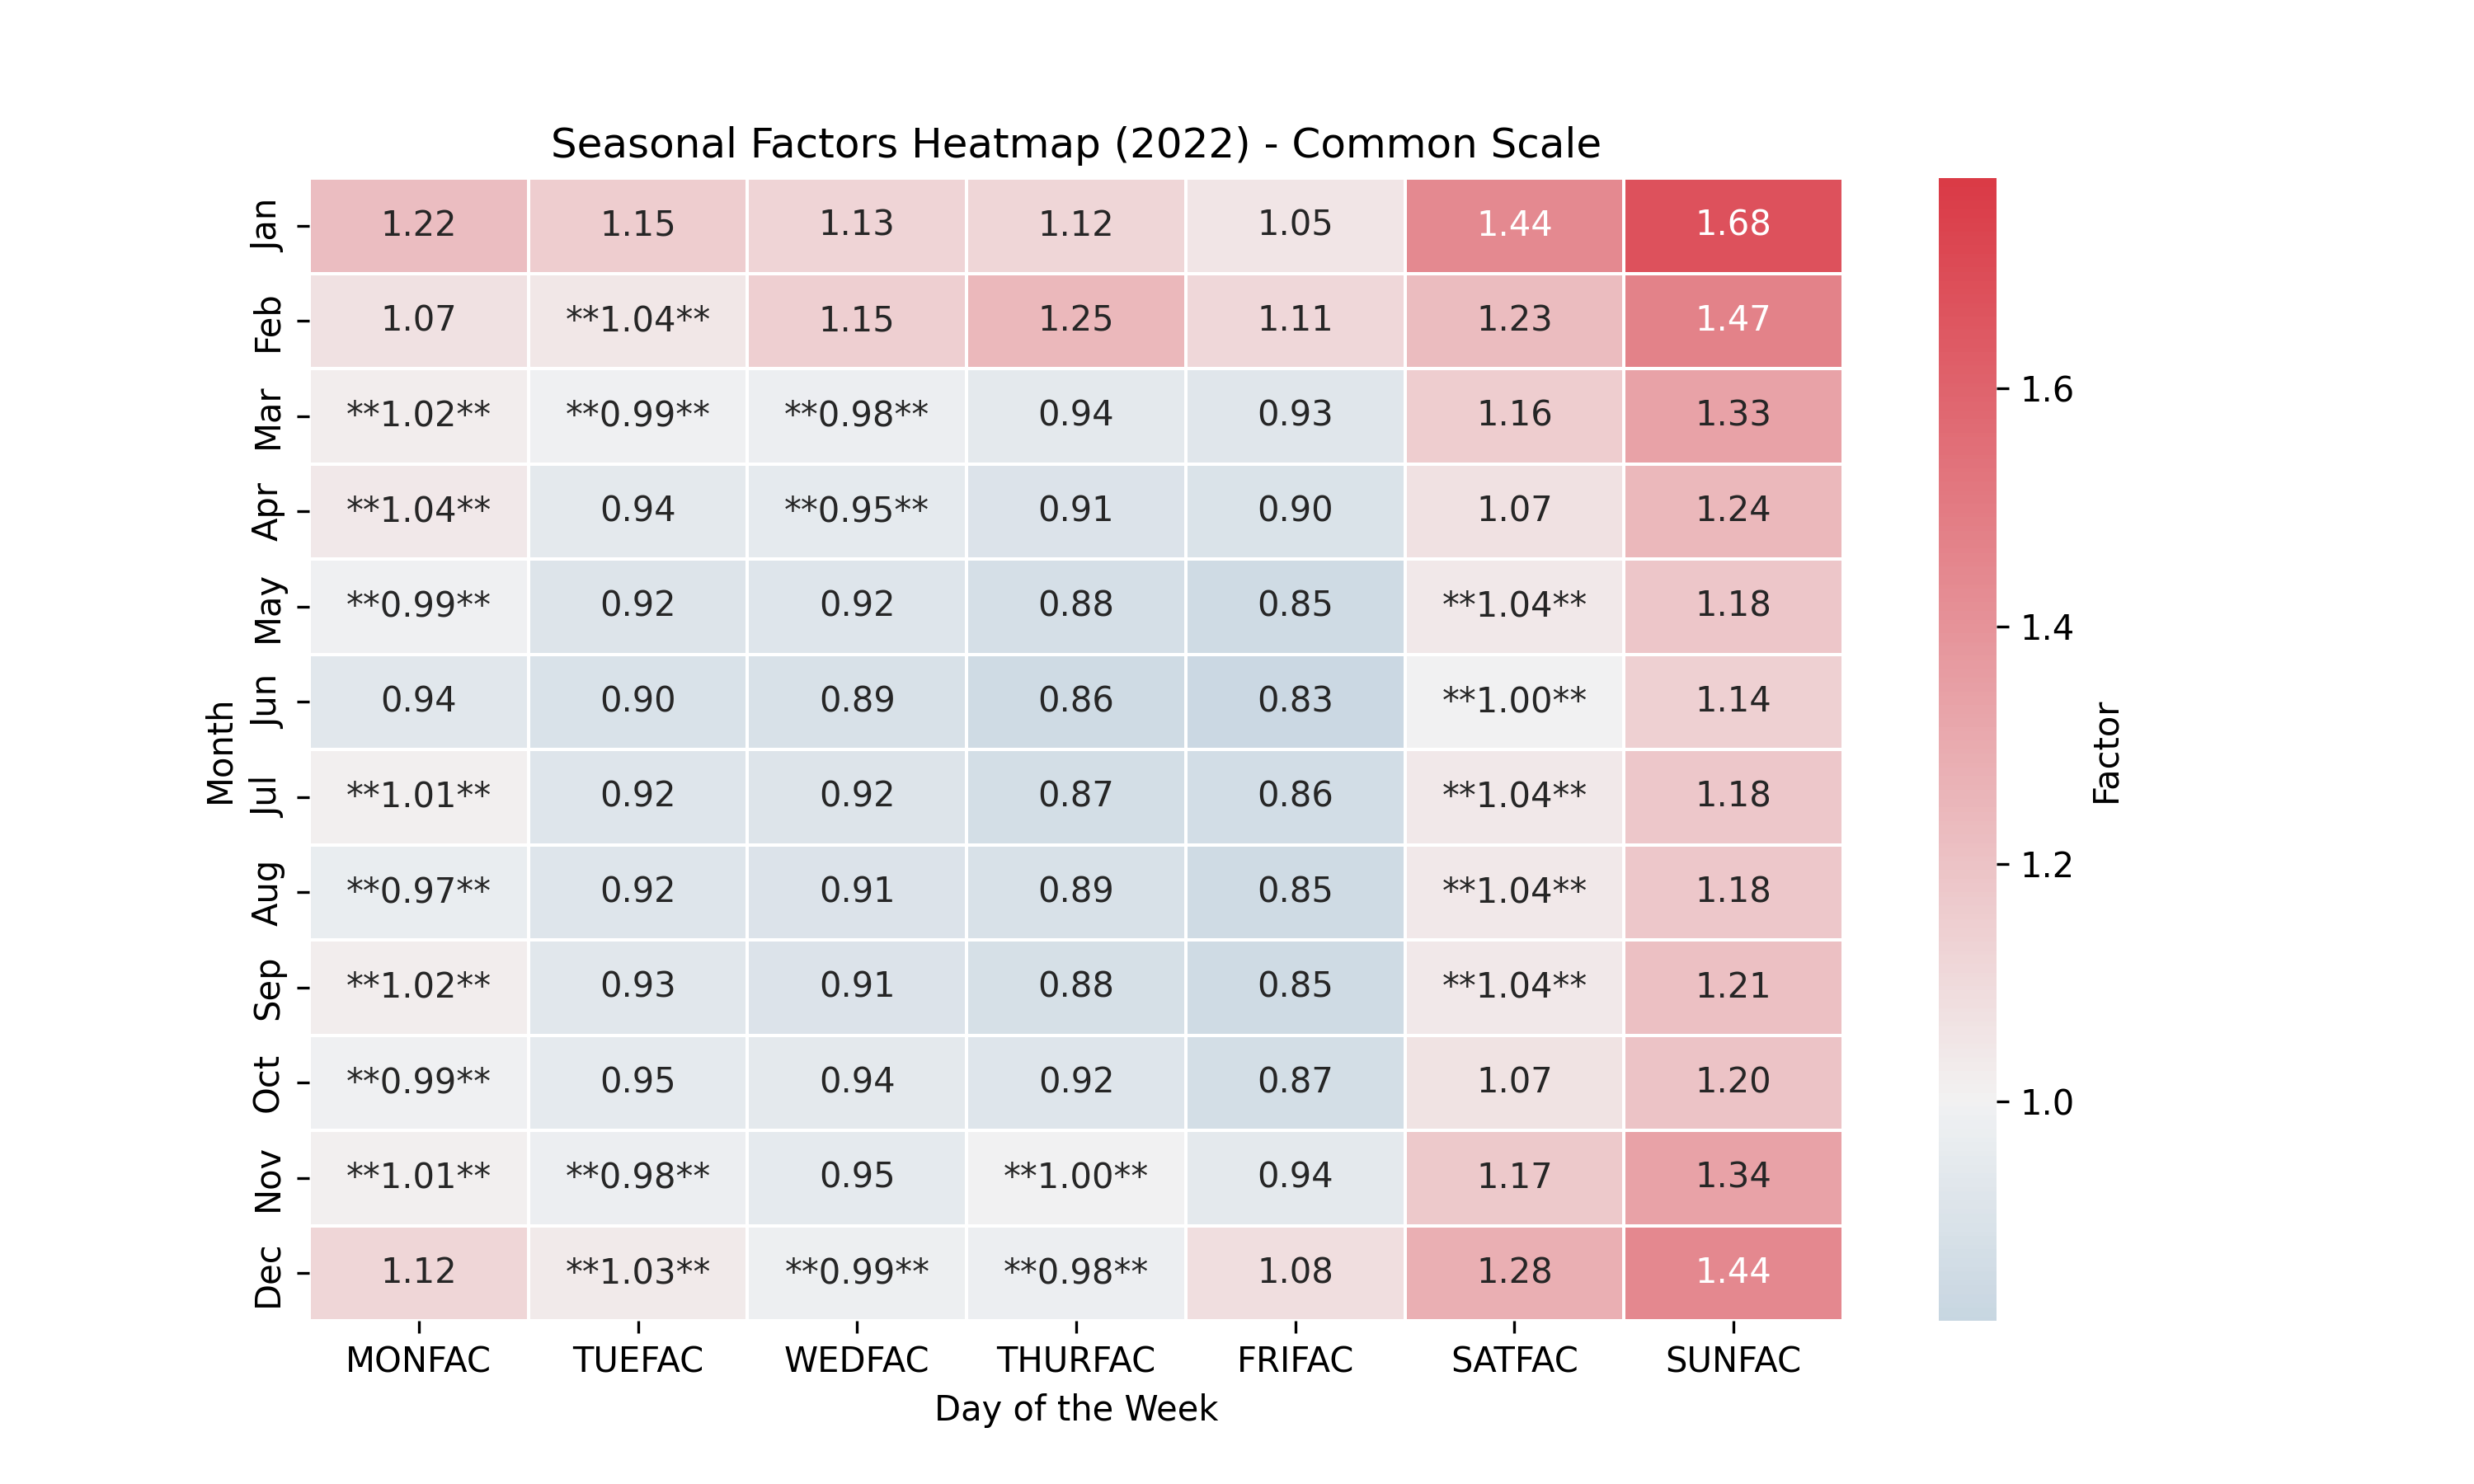 Seasonal Factors Heatmap (2022) - Common Scale
Jan 1.22 1.15 1.13 1.12 1.05 1.44 1.68
Feb 1.07 **1.04** 1.15 1.25 1.11 1.23 1.47
Mar **1.02** **0.99** **0.98** 0.94 0.93 1.16 1.33
Apr **1.04** 0.94 **0.95** 0.91 0.90 1.07 1.24
May **0.99** 0.92 0.92 0.88 0.85 **1.04** 1.18
Jun 0.94 0.90 0.89 0.86 0.83 **1.00** 1.14
Jul **1.01** 0.92 0.92 0.87 0.86 **1.04** 1.18
Aug **0.97** 0.92 0.91 0.89 0.85 **1.04** 1.18
Sep **1.02** 0.93 0.91 0.88 0.85 **1.04** 1.21
Oct **0.99** 0.95 0.94 0.92 0.87 1.07 1.20
Nov **1.01** **0.98** 0.95 **1.00** 0.94 1.17 1.34
Dec 1.12 **1.03** **0.99** **0.98** 1.08 1.28 1.44
MONFAC TUEFAC WEDFAC THURFAC FRIFAC SATFAC SUNFAC
Day of the Week
Month
1.6
1.4
1.2
1.0
Factor